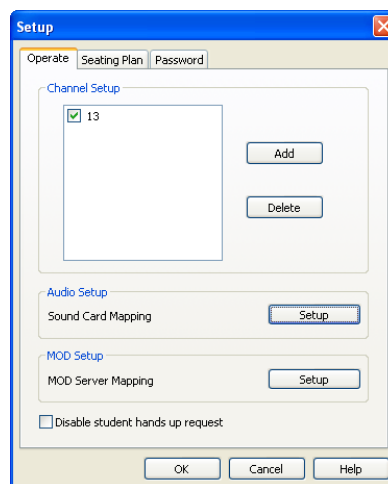 Setup
Operate Seating Plan Password
Channel Setup
13
Add
Delete
Audio Setup
Sound Card Mapping Setup
MOD Setup
MOD Server Mapping Setup
Disable student hands up request
OK Cancel Help